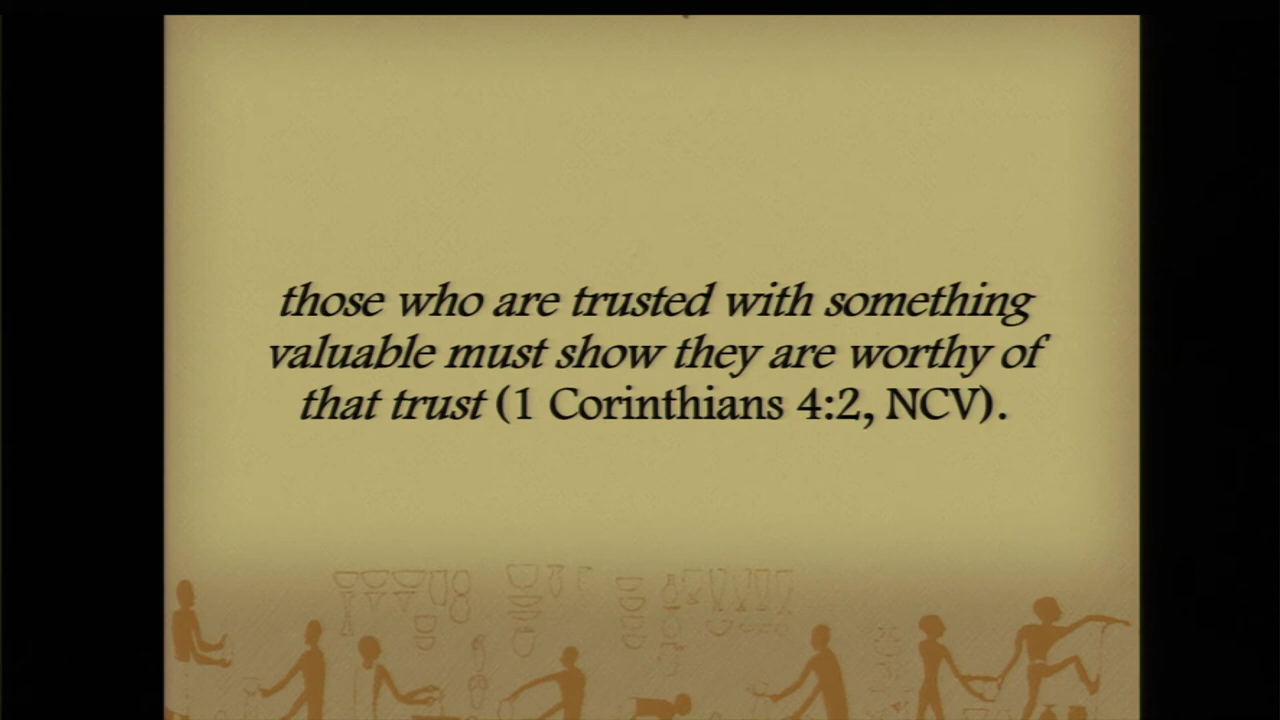 those who are trusted with something
valuable must show they are worthy of
that trust (1 Corinthians 4:2, NCV).